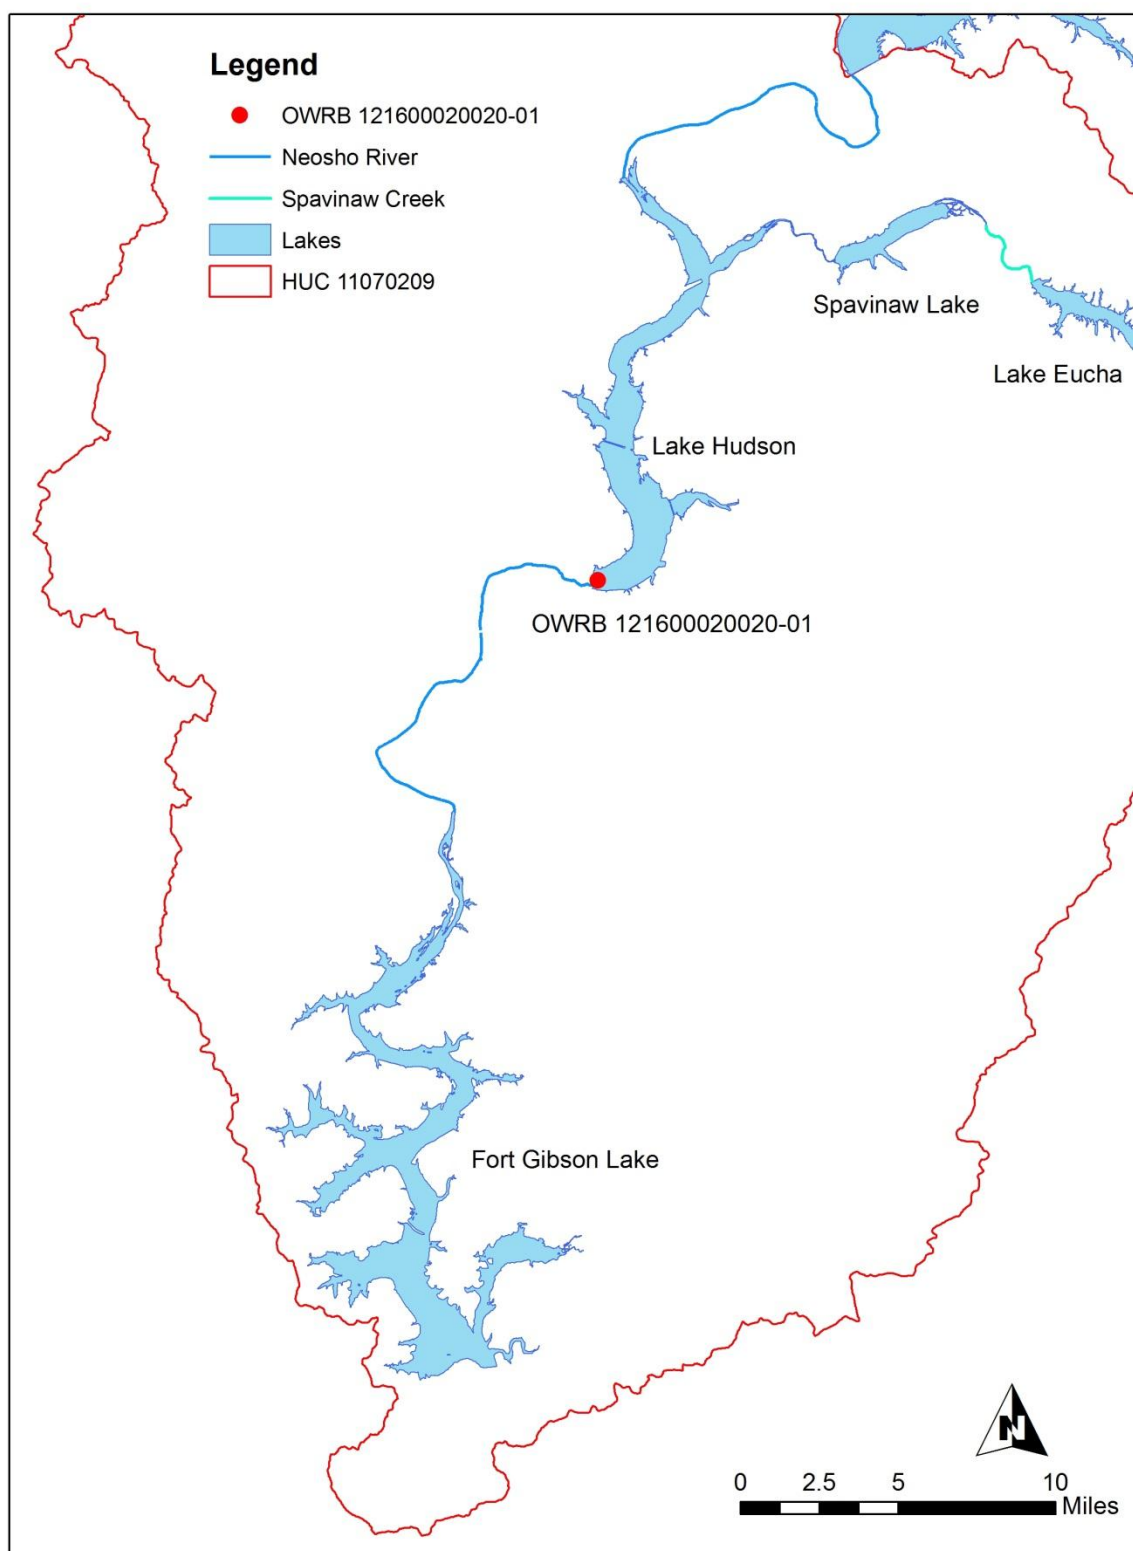 Legend
OWRB 121600020020-01
Neosho River
Spavinaw Creek
Lakes
HUC 11070209
Spavinaw Lake
Lake Eucha
Lake Hudson
OWRB 121600020020-01
Fort Gibson Lake
N
0 2.5 5 10
Miles